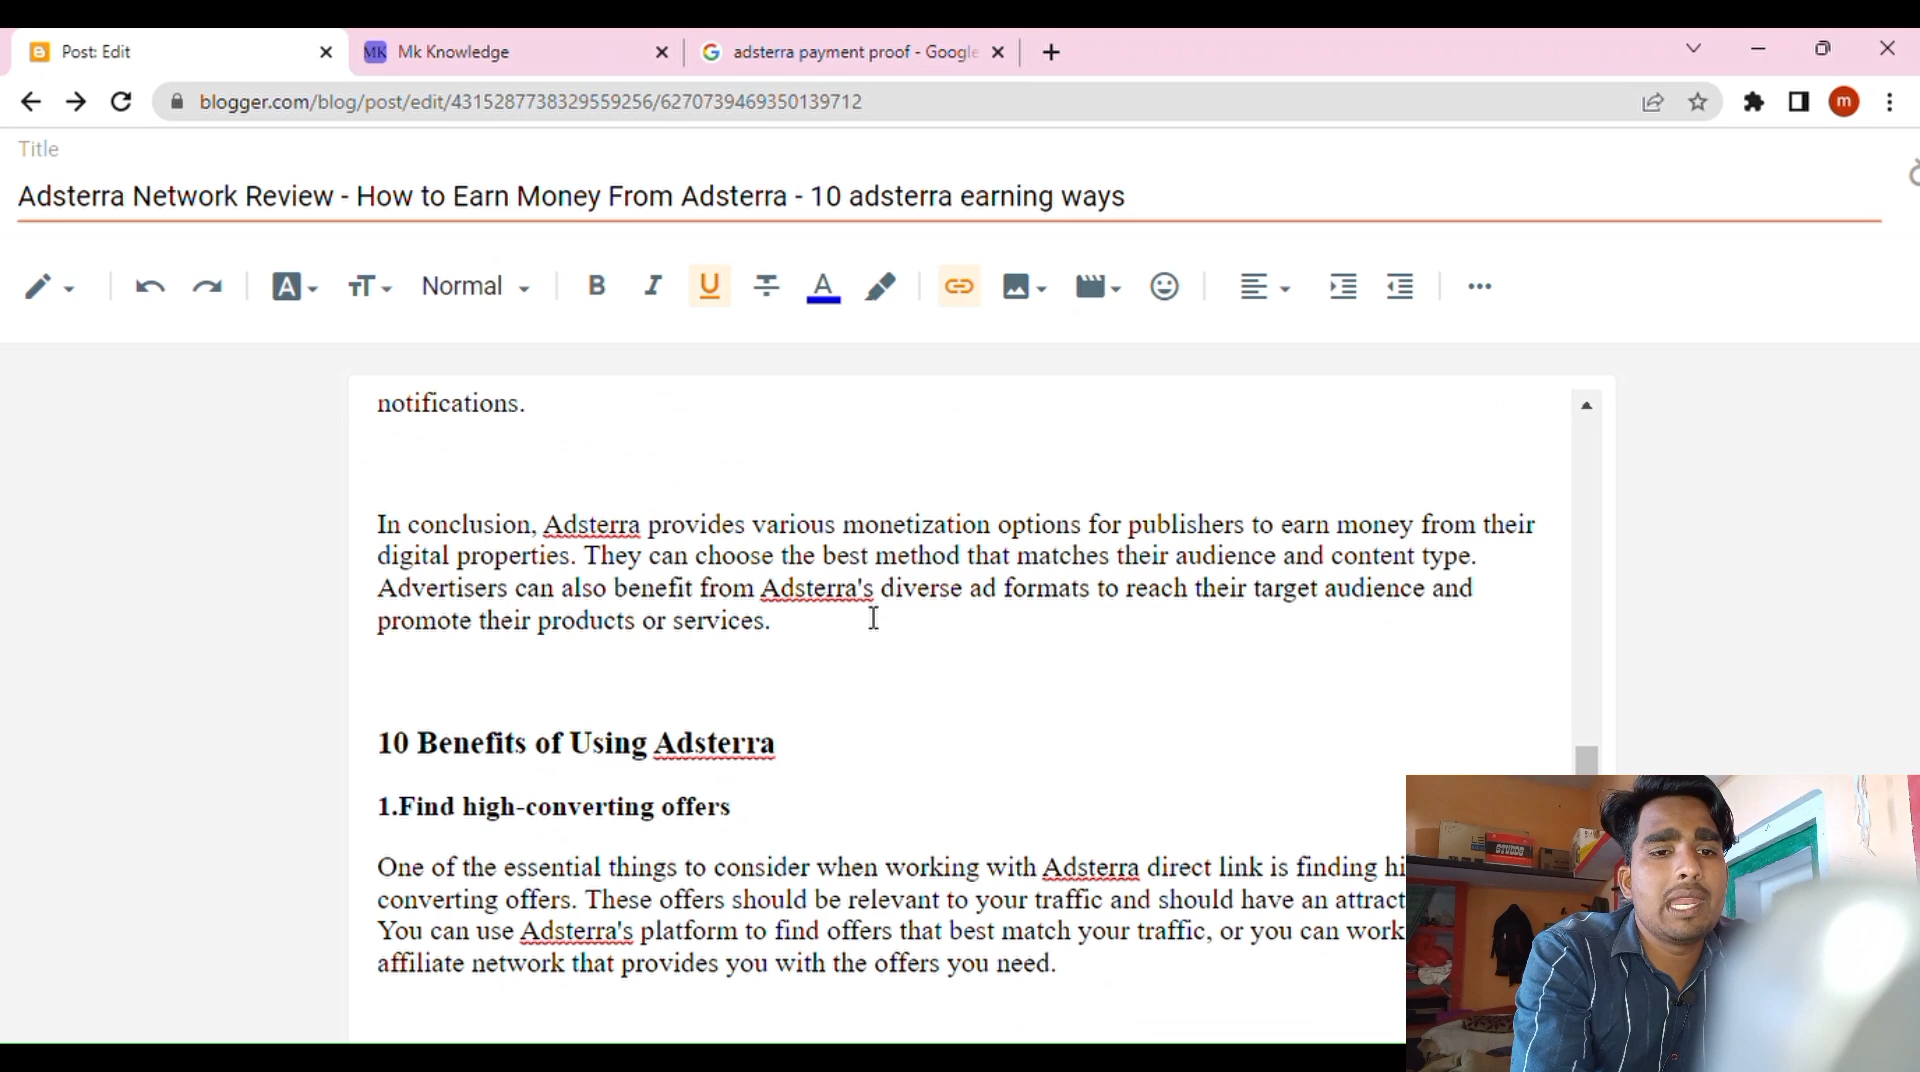 Post: Edit
Mk Knowledge
adsterra payment proof - Google
blogger.com/blog/post/edit/4315287738329559256/6270739469350139712
m
Title
Adsterra Network Review - How to Earn Money From Adsterra - 10 adsterra earning ways
Normal
notifications.
In conclusion, Adsterra provides various monetization options for publishers to earn money from their
digital properties. They can choose the best method that matches their audience and content type.
Advertisers can also benefit from Adsterra's diverse ad formats to reach their target audience and
promote their products or services.
10 Benefits of Using Adsterra
1.Find high-converting offers
One of the essential things to consider when working with Adsterra direct link is finding hi
converting offers. These offers should be relevant to your traffic and should have an attract
You can use Adsterra's platform to find offers that best match your traffic, or you can work
affiliate network that provides you with the offers you need.
STUDDS